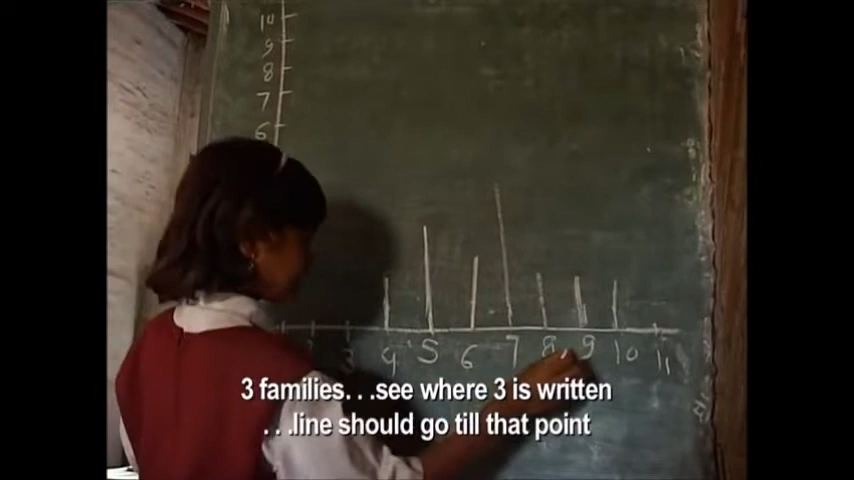 10
9
8
7
6
3 4 5 6 7 8 9 10 11
3 families. . .see where 3 is written
. . .line should go till that point